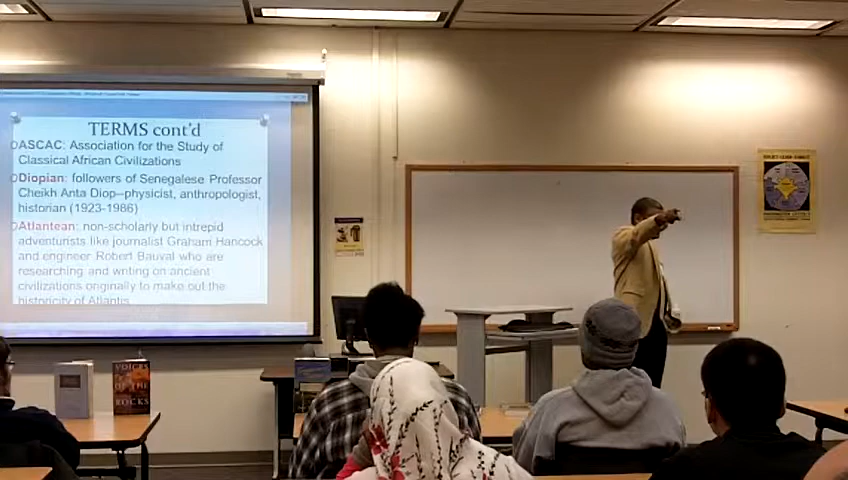 TERMS cont'd
ASCAC: Association for the Study of
Classical African Civilizations
Diopian: followers of Senegalese Professor
Cheikh Anta Diop–physicist, anthropologist,
historian (1923-1986)
Atlantean: non-scholarly but intrepid
adventurists like journalist Graham Hancock
and engineer Robert Bauval who are
researching and writing on ancient
civilizations originally to make out the
historicity of Atlantis
VOICES
OF THE
ROCKS